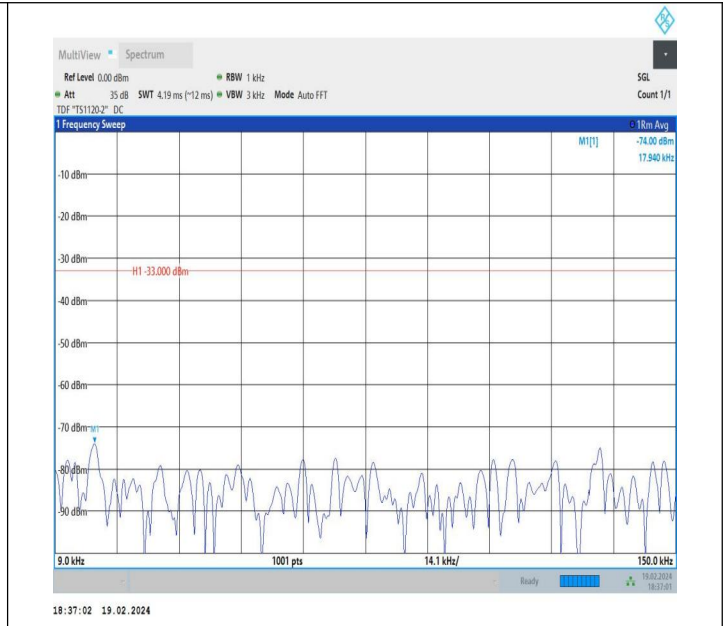 R S
MultiView Spectrum
Ref Level 0.00 dBm RBW 1 kHz SGL
Att 35 dB SWT 4.19 ms (~12 ms) VBW 3 kHz Mode Auto FFT Count 1/1
TDF "TS1120-2" DC
1 Frequency Sweep 1Rm Avg
M1[1] -74.00 dBm
17.940 kHz
-10 dBm
-20 dBm
-30 dBm
H1 -33.000 dBm
-40 dBm
-50 dBm
-60 dBm
-70 dBm M1
-80 dBm
-90 dBm
9.0 kHz 1001 pts 14.1 kHz/ 150.0 kHz
Ready 19.02.2024
18:37:01
18:37:02 19.02.2024